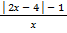 |2x − 4| − 1
x